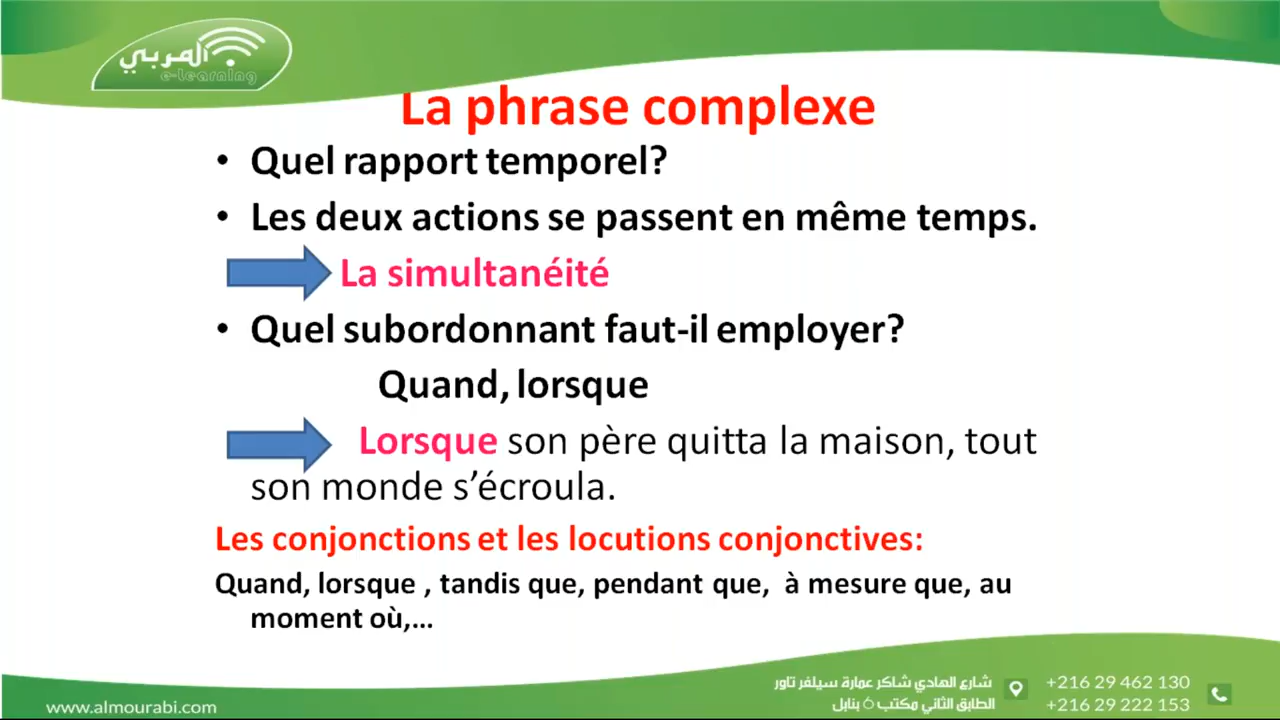 المربي
e-learning
La phrase complexe
• Quel rapport temporel?
• Les deux actions se passent en même temps.
La simultanéité
• Quel subordonnant faut-il employer?
Quand, lorsque
Lorsque son père quitta la maison, tout
son monde s’écroula.
Les conjonctions et les locutions conjonctives:
Quand, lorsque , tandis que, pendant que, à mesure que, au
moment où,...
شارع الهادي شاكر عمارة سيلفر تاور
+216 29 462 130
www.almourabi.com
الطابق الثاني مكتب بنابل
+216 29 222 153